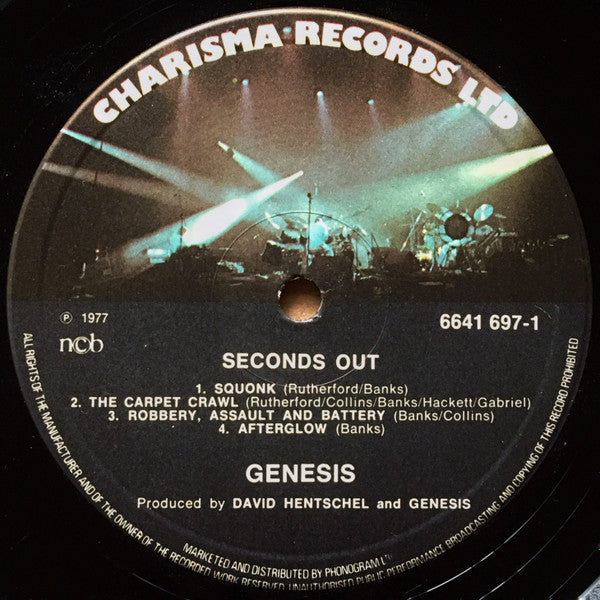 CHARISMA RECORDS LTD
℗ 1977
6641 697-1
ncb
SECONDS OUT
1. SQUONK (Rutherford/Banks)
2. THE CARPET CRAWL (Rutherford/Collins/Banks/Hackett/Gabriel)
3. ROBBERY, ASSAULT AND BATTERY (Banks/Collins)
4. AFTERGLOW (Banks)
GENESIS
Produced by DAVID HENTSCHEL and GENESIS
ALL RIGHTS OF THE MANUFACTURER AND OF THE OWNER OF THE RECORDED WORK RESERVED. UNAUTHORISED PUBLIC PERFORMANCE BROADCASTING AND COPYING OF THIS RECORD PROHIBITED
MARKETED AND DISTRIBUTED BY PHONOGRAM LTD